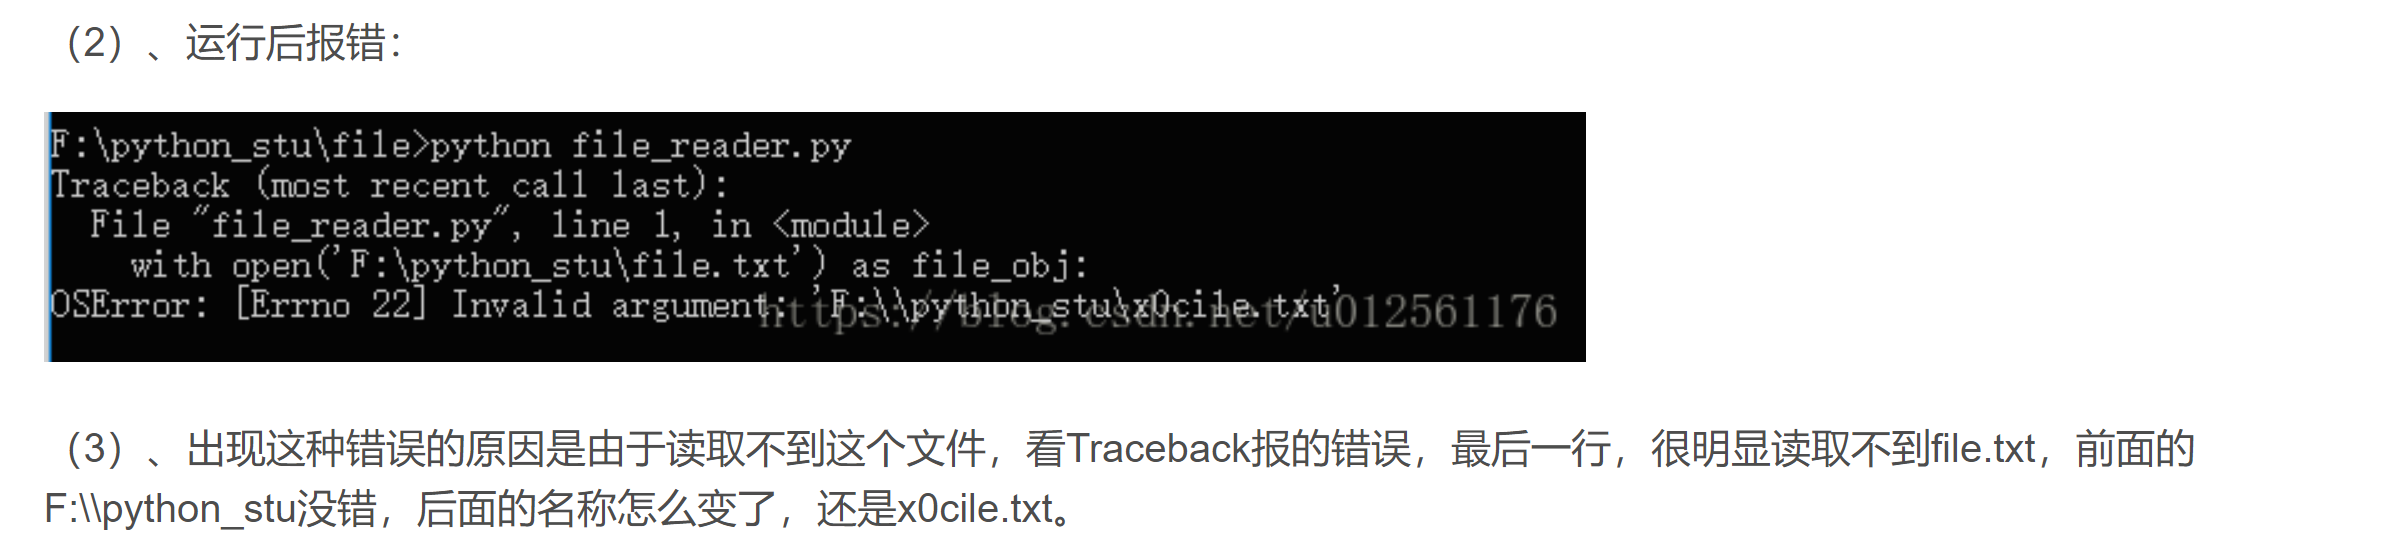 （2）、运行后报错：
F:\python_stu\file>python file_reader.py
Traceback (most recent call last):
  File "file_reader.py", line 1, in <module>
    with open('F:\python_stu\file.txt') as file_obj:
OSError: [Errno 22] Invalid argument: 'F:\\python_stu\x0cile.txt'
https://blog.csdn.net/u012561176
（3）、出现这种错误的原因是由于读取不到这个文件，看Traceback报的错误，最后一行，很明显读取不到file.txt，前面的
F:\\python_stu没错，后面的名称怎么变了，还是x0cile.txt。